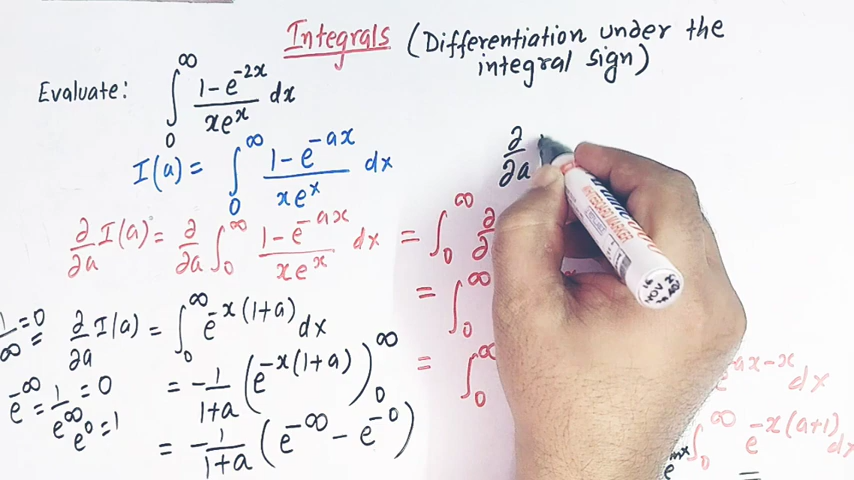 Integrals (Differentiation under the
integral sign)
Evaluate: ∫₀^∞ (1-e^(-2x))/(xe^x) dx
I(a) = ∫₀^∞ (1-e^(-ax))/(xe^x) dx
∂/∂a
∂/∂a I(a) = ∂/∂a ∫₀^∞ (1-e^(-ax))/(xe^x) dx = ∫₀^∞ ∂/∂
= ∫₀^∞
1/∞ = 0
∂/∂a I(a) = ∫₀^∞ e^(-x(1+a)) dx
= ∫₀^∞
e^(-ax-x) dx
e^(-∞) = 1/e^∞ = 0
e^0 = 1
= -1/(1+a) (e^(-x(1+a)))₀^∞
= -1/(1+a) (e^(-∞) - e^(-0))
e^(mx)
∫₀^∞ e^(-x(a+1)) dx
=